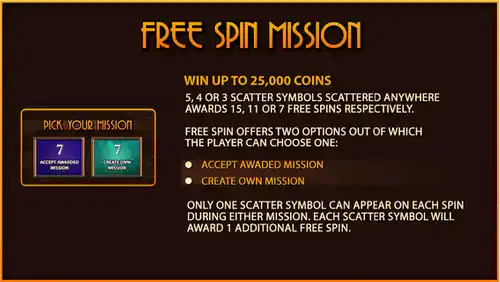 FREE SPIN MISSION
WIN UP TO 25,000 COINS
5, 4 OR 3 SCATTER SYMBOLS SCATTERED ANYWHERE
AWARDS 15, 11 OR 7 FREE SPINS RESPECTIVELY.
FREE SPIN OFFERS TWO OPTIONS OUT OF WHICH
THE PLAYER CAN CHOOSE ONE:
ACCEPT AWADED MISSION
CREATE OWN MISSION
ONLY ONE SCATTER SYMBOL CAN APPEAR ON EACH SPIN
DURING EITHER MISSION. EACH SCATTER SYMBOL WILL
AWARD 1 ADDITIONAL FREE SPIN.
PICK YOUR MISSION
7
ACCEPT AWARDED
MISSION
7
CREATE OWN
MISSION